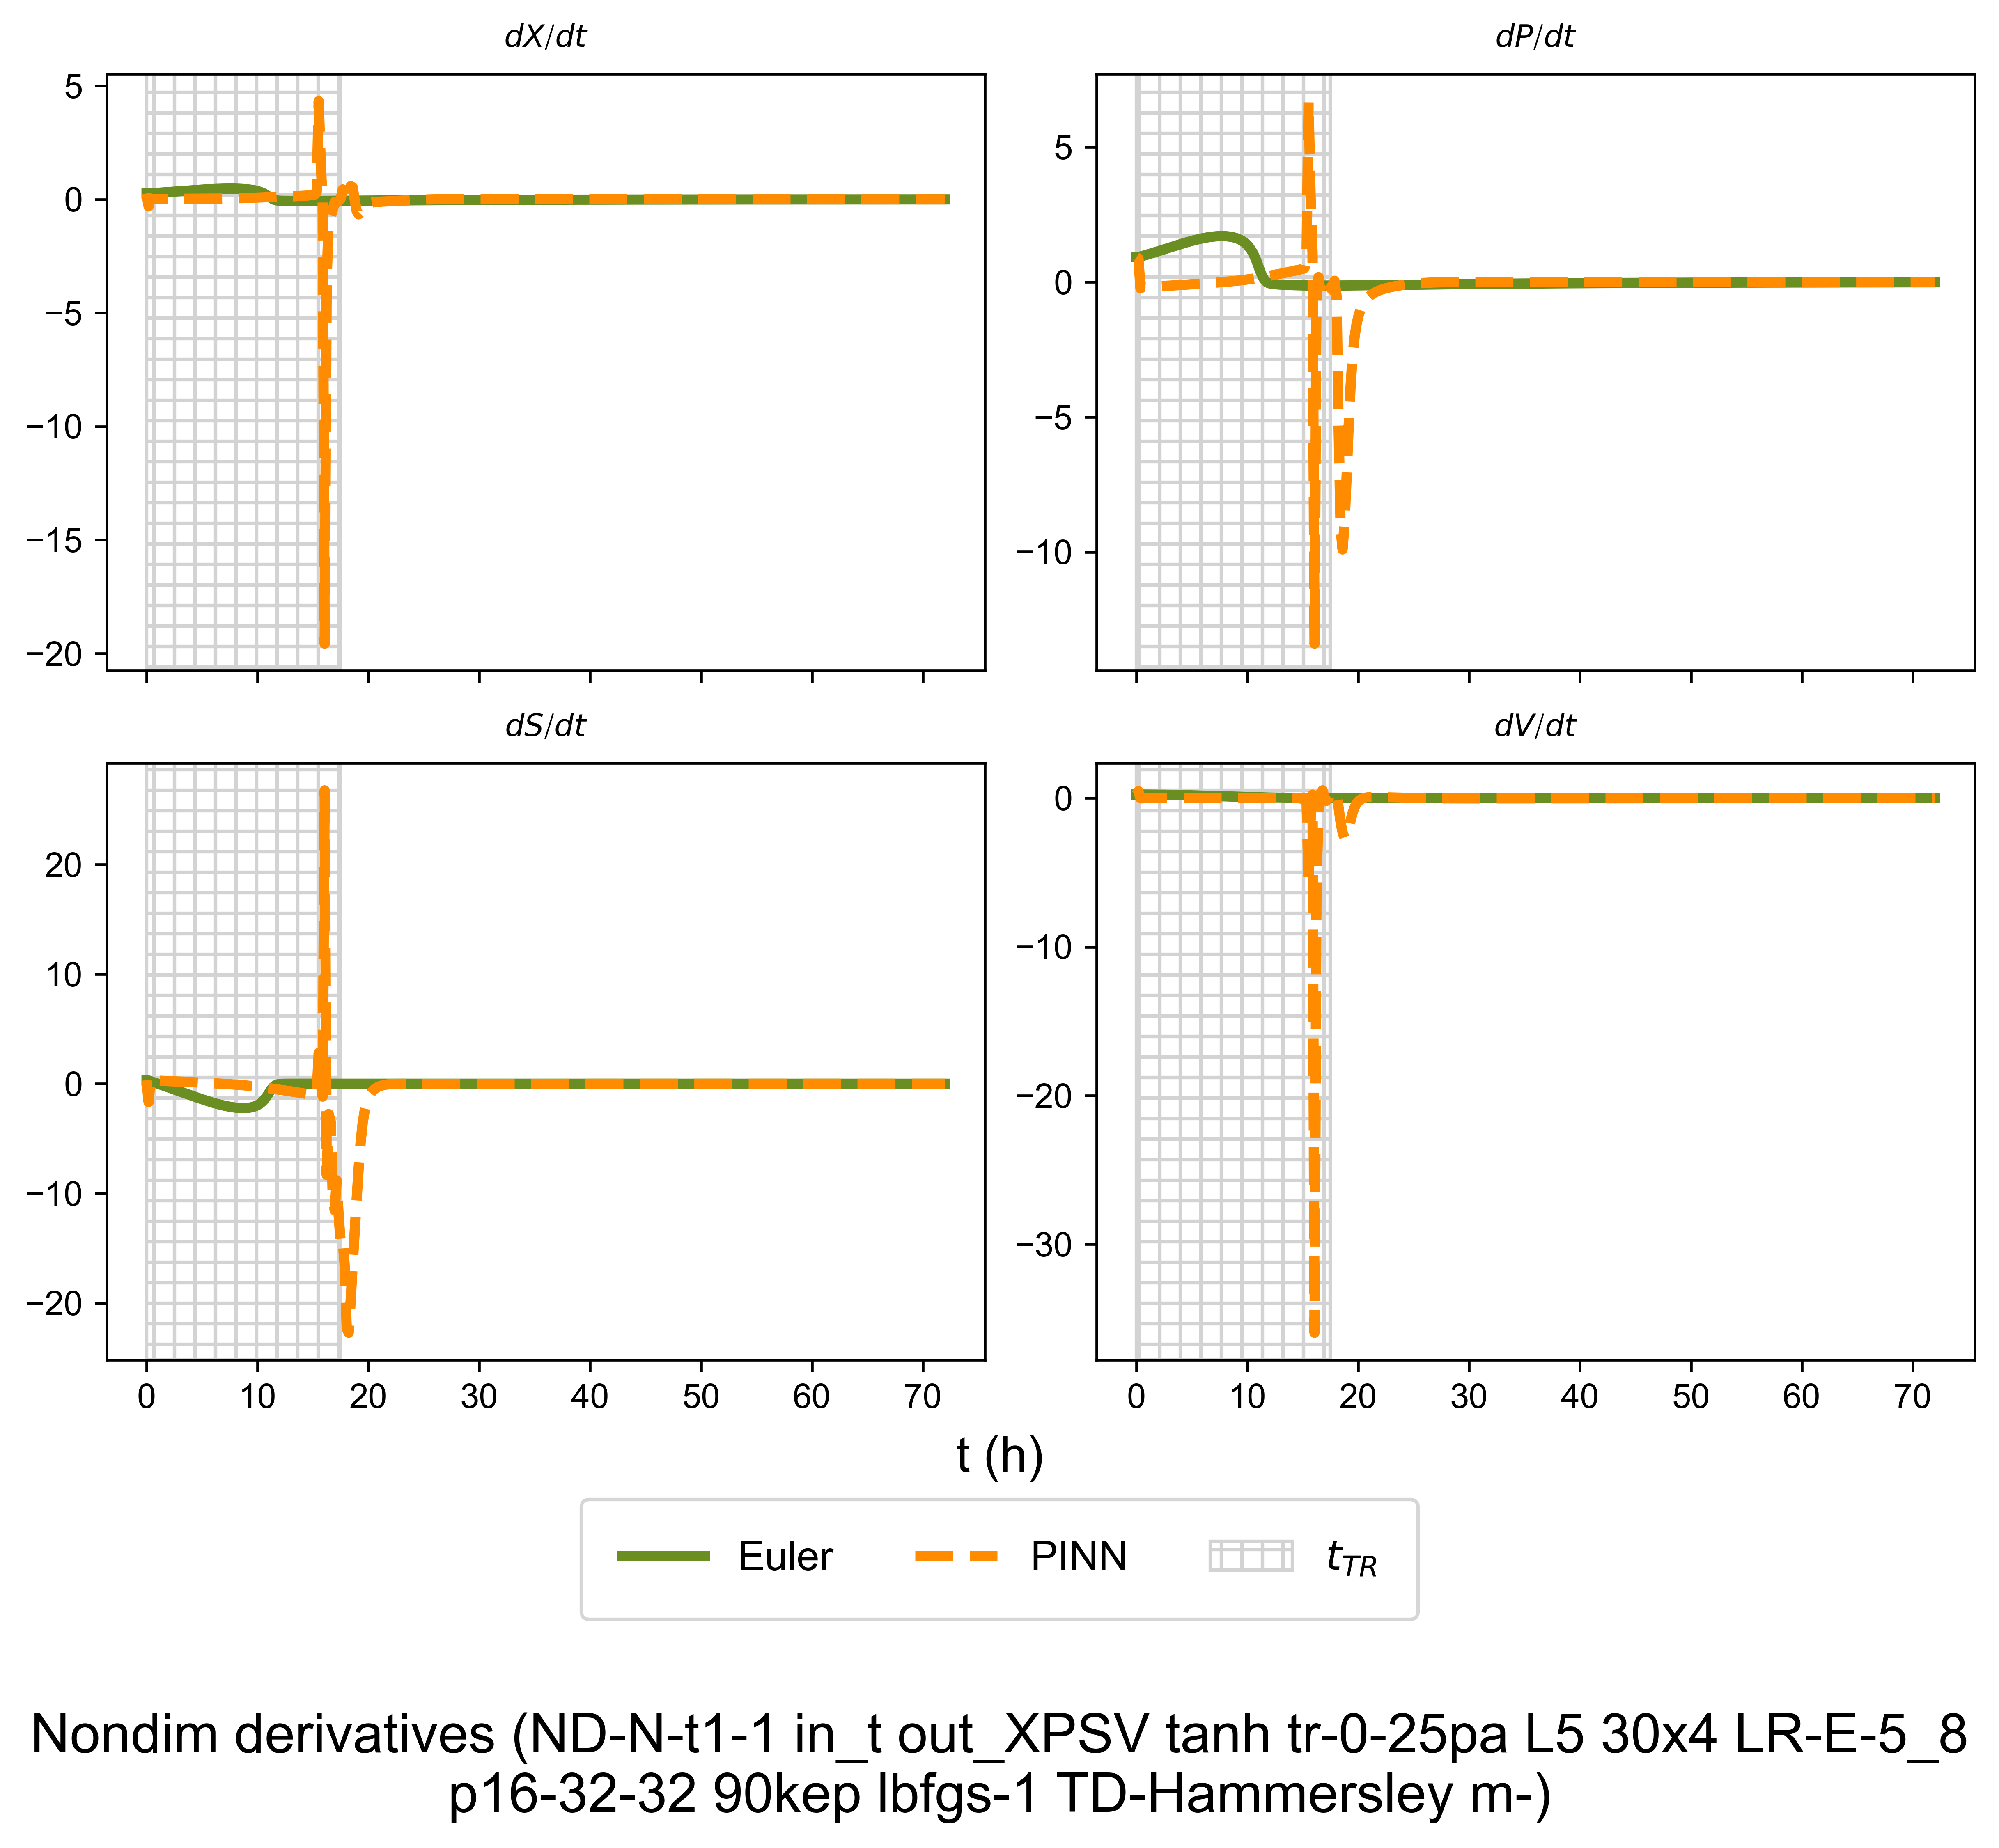 dX/dt
dP/dt
5
0
−5
−10
−15
−20
5
0
−5
−10
dS/dt
dV/dt
20
10
0
−10
−20
0
−10
−20
−30
0 10 20 30 40 50 60 70
0 10 20 30 40 50 60 70
t (h)
Euler PINN t_TR
Nondim derivatives (ND-N-t1-1 in_t out_XPSV tanh tr-0-25pa L5 30x4 LR-E-5_8
p16-32-32 90kep lbfgs-1 TD-Hammersley m-)